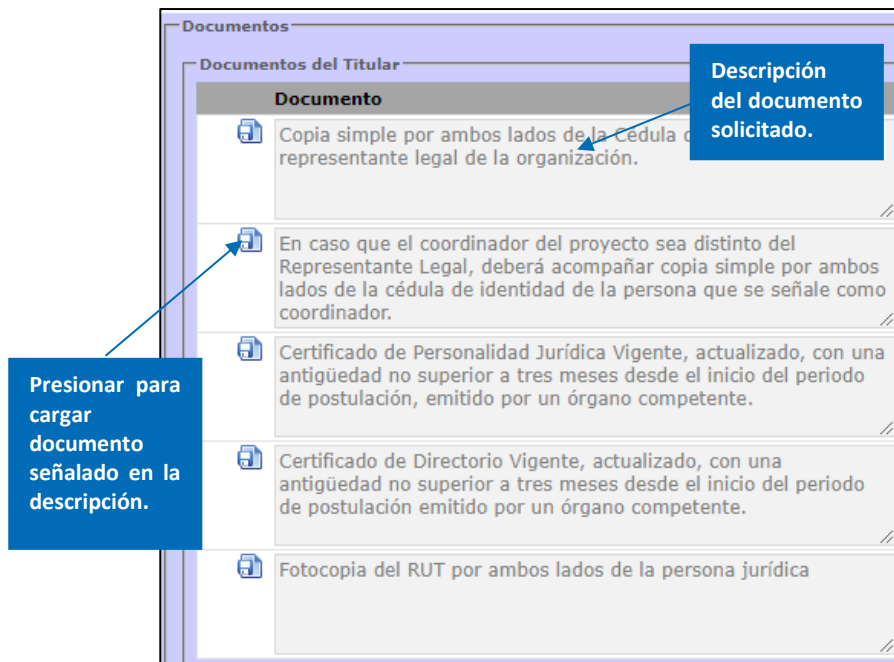 Documentos
Documentos del Titular
Documento
Descripción
del documento
solicitado.
Copia simple por ambos lados de la Cédula
representante legal de la organización.
En caso que el coordinador del proyecto sea distinto del
Representante Legal, deberá acompañar copia simple por ambos
lados de la cédula de identidad de la persona que se señale como
coordinador.
Certificado de Personalidad Jurídica Vigente, actualizado, con una
antigüedad no superior a tres meses desde el inicio del periodo
de postulación, emitido por un órgano competente.
Presionar para
cargar
documento
señalado en la
descripción.
Certificado de Directorio Vigente, actualizado, con una
antigüedad no superior a tres meses desde el inicio del periodo
de postulación emitido por un órgano competente.
Fotocopia del RUT por ambos lados de la persona jurídica